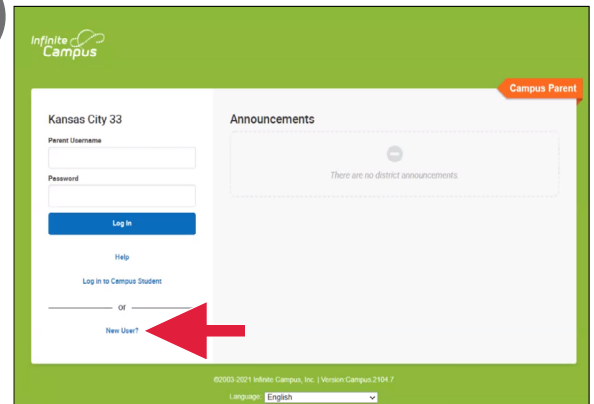 Infinite
Campus
Campus Parent
Kansas City 33
Parent Username
Password
Log In
Help
Log in to Campus Student
or
New User?
Announcements
There are no district announcements
©2003-2021 Infinite Campus, Inc. | Version:Campus.2104.7
Language: English